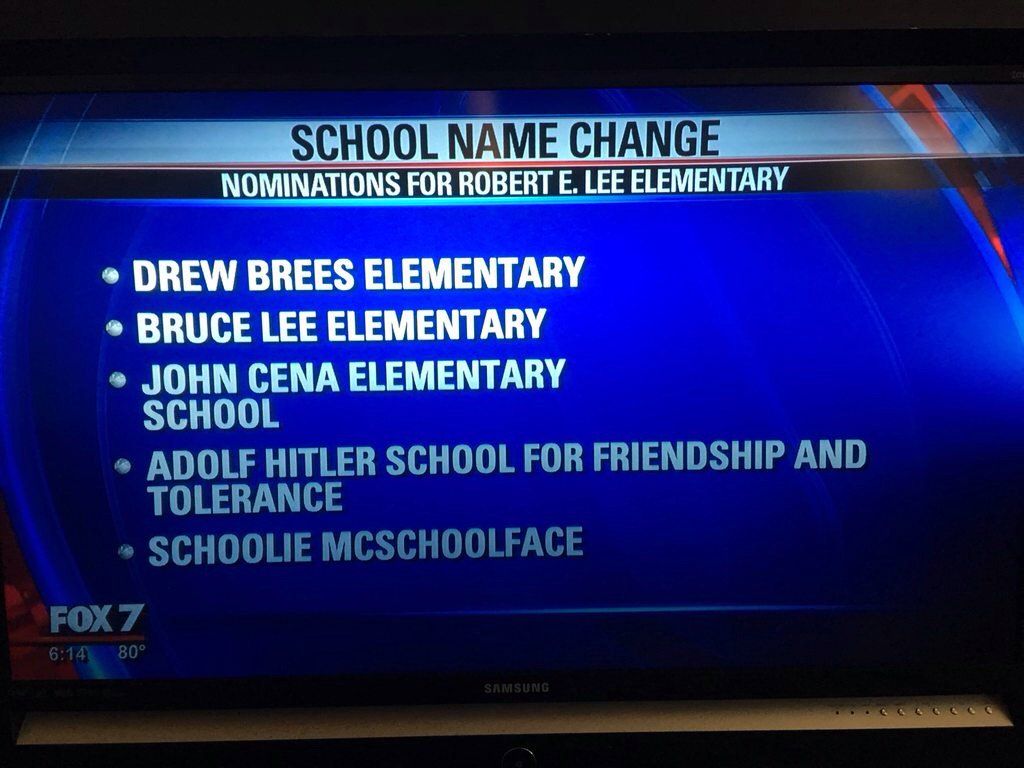 SCHOOL NAME CHANGE
NOMINATIONS FOR ROBERT E. LEE ELEMENTARY
DREW BREES ELEMENTARY
BRUCE LEE ELEMENTARY
JOHN CENA ELEMENTARY
SCHOOL
ADOLF HITLER SCHOOL FOR FRIENDSHIP AND
TOLERANCE
SCHOOLIE MCSCHOOLFACE
FOX 7
6:14 80°
SAMSUNG